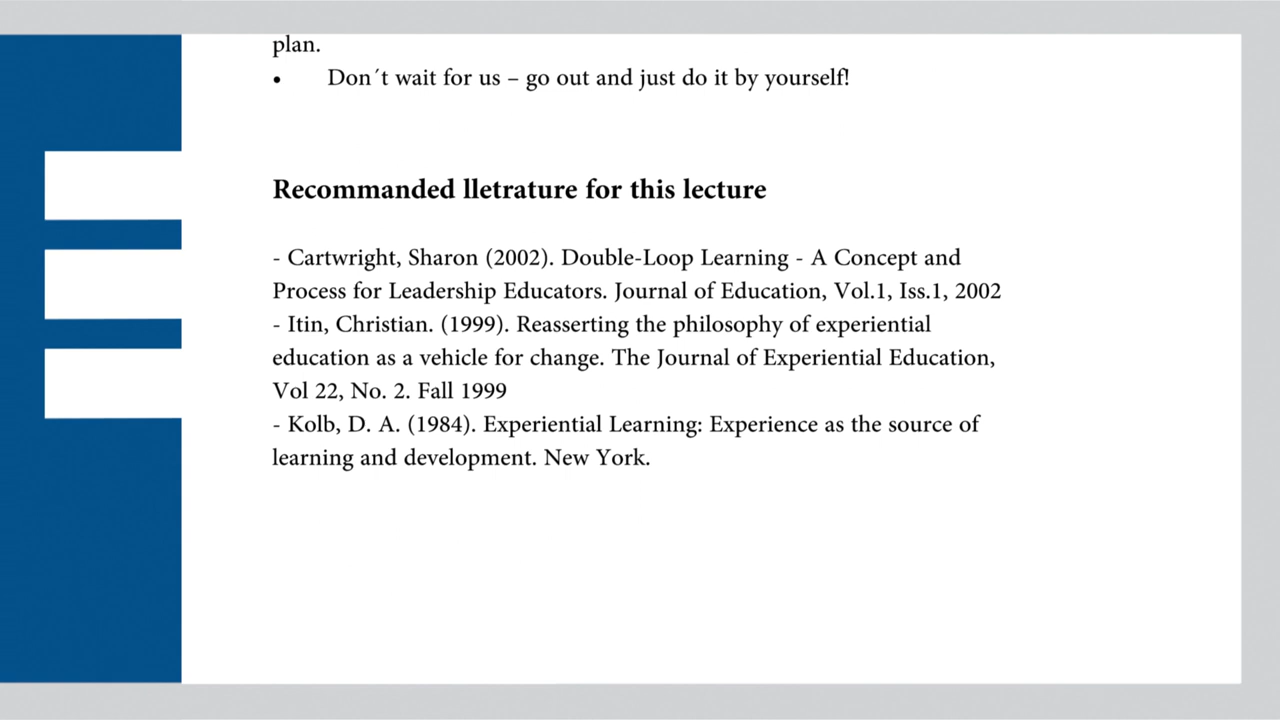 plan.
• Don´t wait for us – go out and just do it by yourself!
Recommanded lletrature for this lecture
- Cartwright, Sharon (2002). Double-Loop Learning - A Concept and
Process for Leadership Educators. Journal of Education, Vol.1, Iss.1, 2002
- Itin, Christian. (1999). Reasserting the philosophy of experiential
education as a vehicle for change. The Journal of Experiential Education,
Vol 22, No. 2. Fall 1999
- Kolb, D. A. (1984). Experiential Learning: Experience as the source of
learning and development. New York.